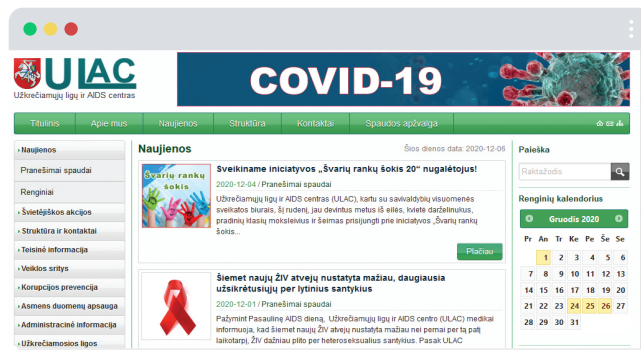 ULAC
Užkrečiamųjų ligų ir AIDS centras
COVID-19
Titulinis Apie mus Naujienos Struktūra Kontaktai Spaudos apžvalga
Naujienos
Pranešimai spaudai
Renginiai
Švietėjiškos akcijos
Struktūra ir kontaktai
Teisinė informacija
Veiklos sritys
Korupcijos prevencija
Asmens duomenų apsauga
Administracinė informacija
Užkrečiamosios ligos
Naujienos
Šios dienos data: 2020-12-06
Švarių rankų
šokis
Sveikiname iniciatyvos „Švarių rankų šokis 20“ nugalėtojus!
2020-12-04 / Pranešimai spaudai
Užkrečiamųjų ligų ir AIDS centras (ULAC), kartu su savivaldybių visuomenės
sveikatos biurais, šį rudenį, jau devintus metus iš eilės, kvietė darželinukus,
pradinių klasių moksleivius ir šeimas prisijungti prie iniciatyvos „Švarių rankų
šokis...
Plačiau
Šiemet naujų ŽIV atvejų nustatyta mažiau, daugiausia
užsikrėtusiųjų per lytinius santykius
2020-12-01 / Pranešimai spaudai
Pažymint Pasaulinę AIDS dieną, Užkrečiamųjų ligų ir AIDS centro (ULAC) medikai
informuoja, kad šiemet naujų ŽIV atvejų nustatyta mažiau nei pernai per tą patį
laikotarpį, ŽIV dažniau plito per heteroseksualius santykius. Pasak ULAC
Paieška
Raktažodis
Renginių kalendorius
Gruodis 2020
Pr An Tr Ke Pe Še Se
1 2 3 4 5 6
7 8 9 10 11 12 13
14 15 16 17 18 19 20
21 22 23 24 25 26 27
28 29 30 31